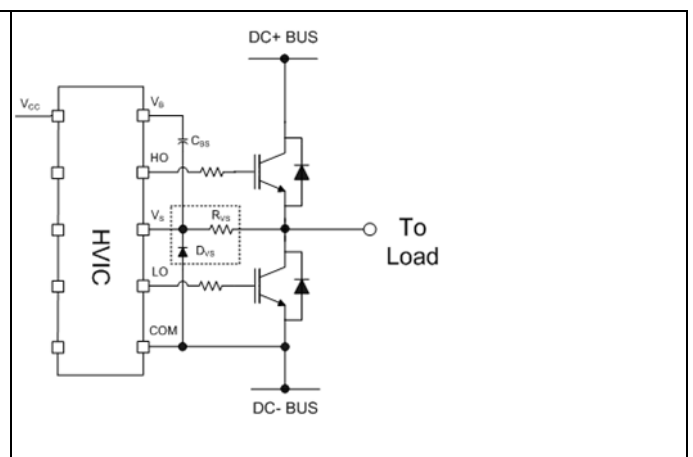 DC+ BUS
VCC
VB
CBS
HO
VS
RVS
To
Load
DVS
HVIC
LO
COM
DC- BUS